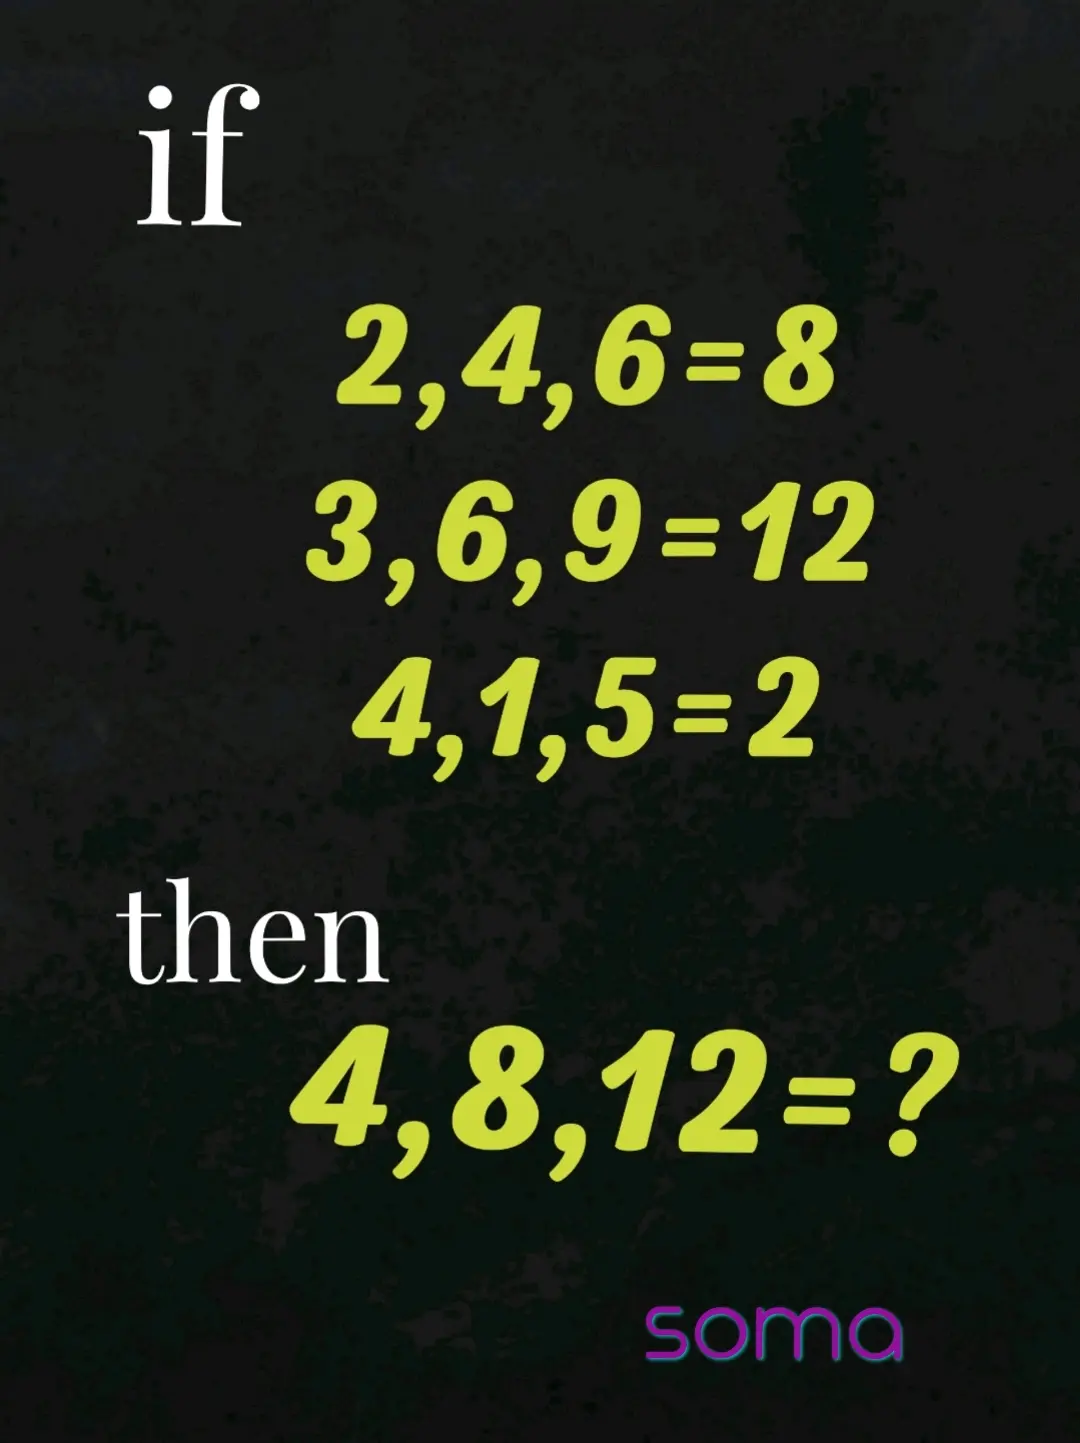 if
2,4,6=8
3,6,9=12
4,1,5=2
then
4,8,12=?
soma